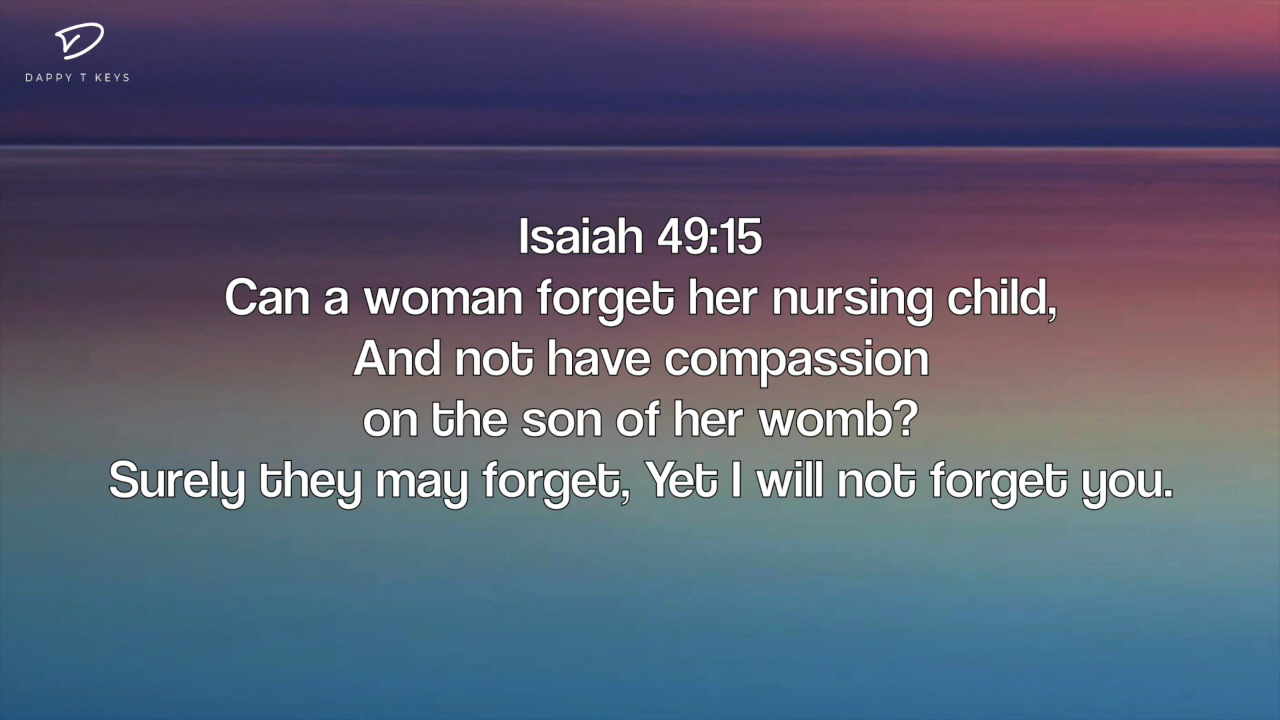 DAPPY T KEYS
Isaiah 49:15
Can a woman forget her nursing child,
And not have compassion
on the son of her womb?
Surely they may forget, Yet I will not forget you.